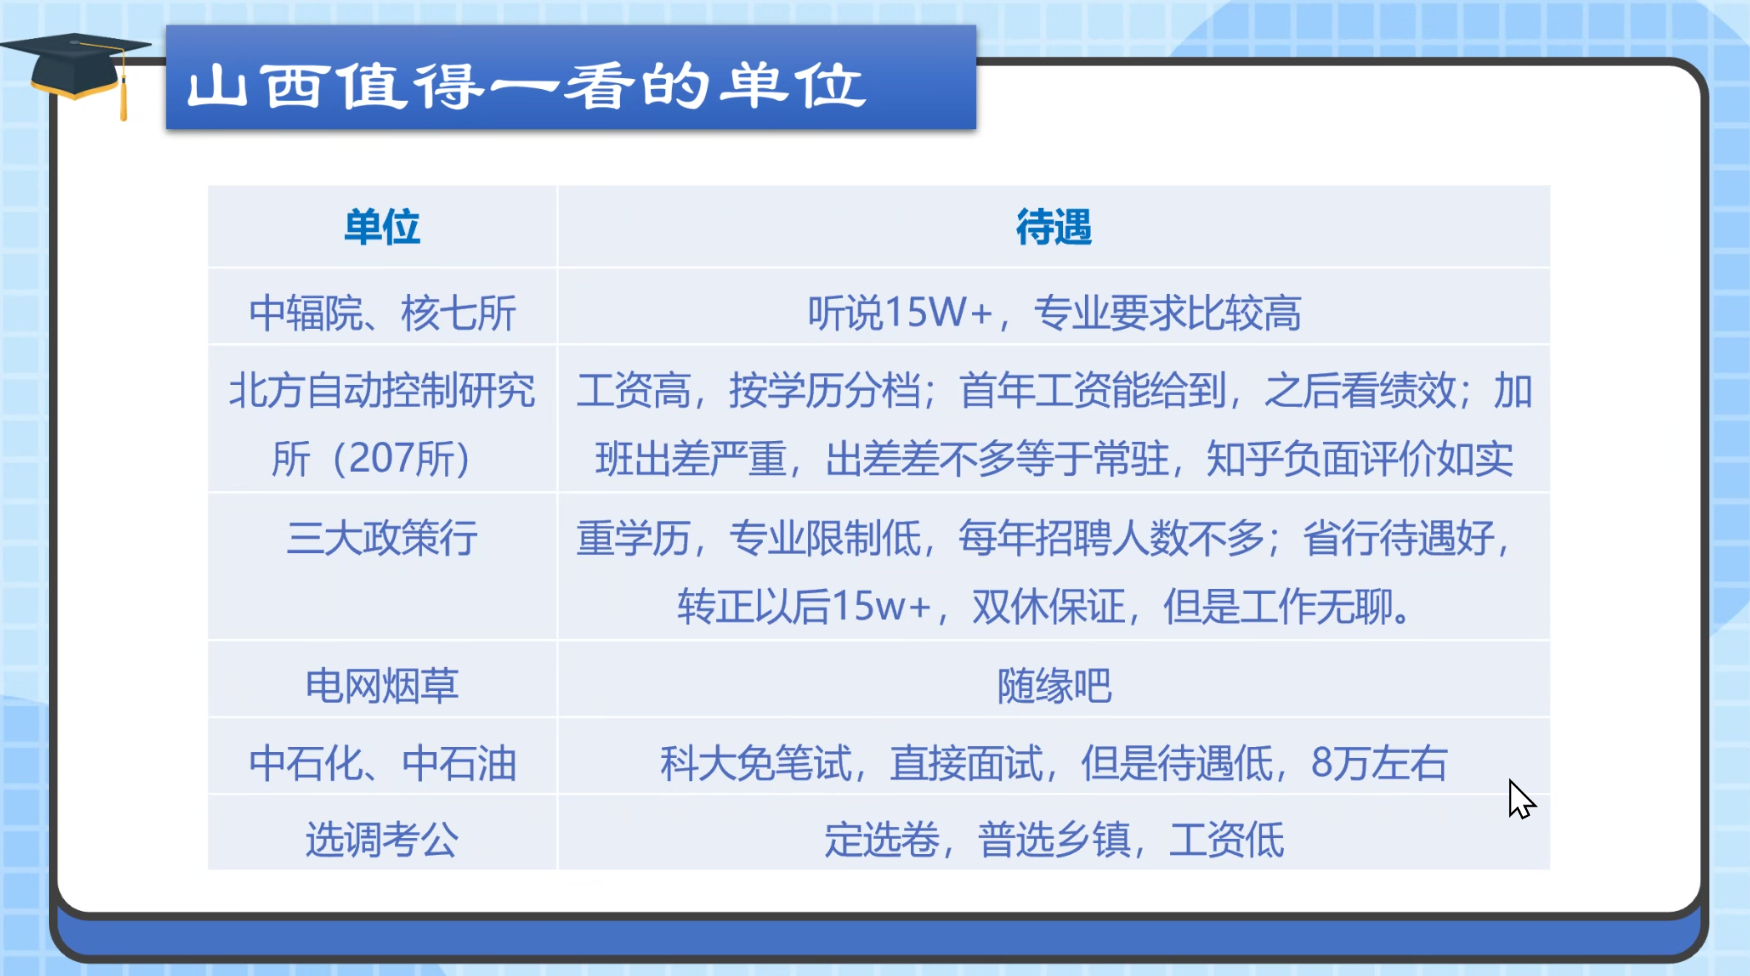 山西值得一看的单位
单位
待遇
中辐院、核七所
听说15W+，专业要求比较高
北方自动控制研究
所（207所）
工资高，按学历分档；首年工资能给到，之后看绩效；加
班出差严重，出差差不多等于常驻，知乎负面评价如实
三大政策行
重学历，专业限制低，每年招聘人数不多；省行待遇好，
转正以后15w+，双休保证，但是工作无聊。
电网烟草
随缘吧
中石化、中石油
科大免笔试，直接面试，但是待遇低，8万左右
选调考公
定选卷，普选乡镇，工资低